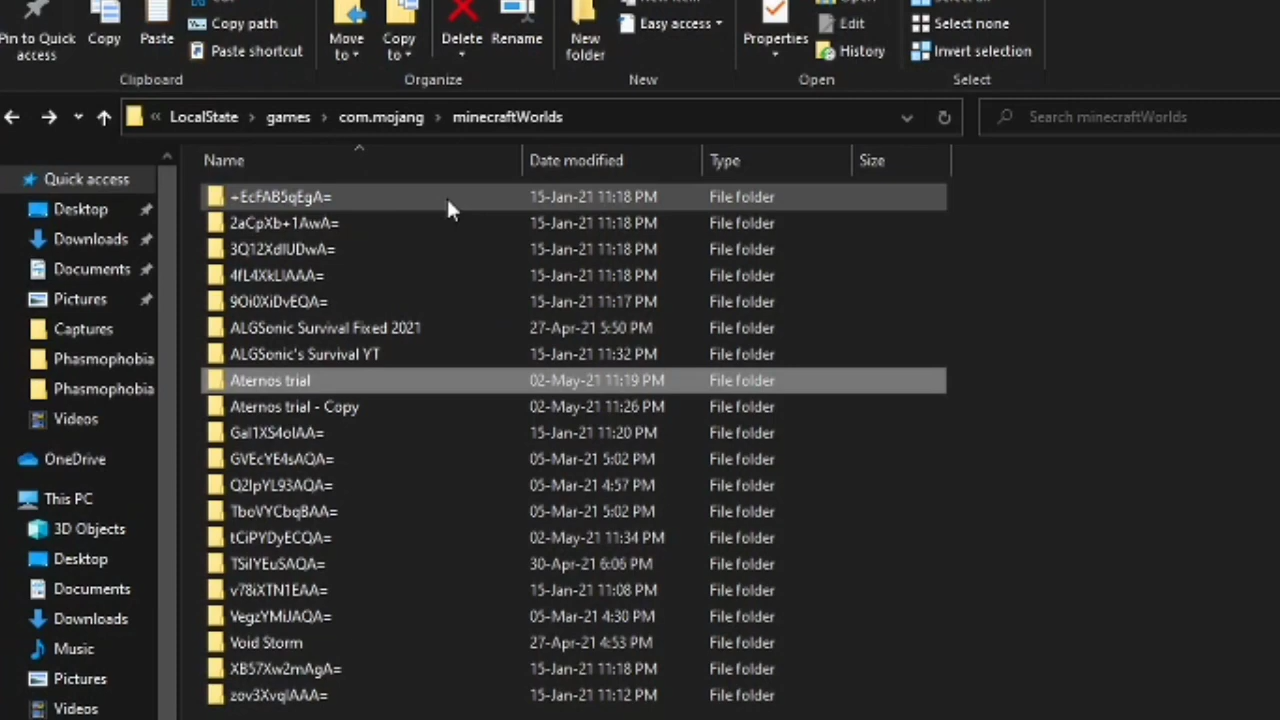 Pin to Quick access
Copy
Paste
Copy path
Paste shortcut
Clipboard
Move to
Copy to
Delete
Rename
Organize
New folder
Easy access
New
Properties
Edit
History
Open
Select none
Invert selection
Select
« LocalState > games > com.mojang > minecraftWorlds
Search minecraftWorlds
Name Date modified Type Size
Quick access
Desktop
Downloads
Documents
Pictures
Captures
Phasmophobia
Phasmophobia
Videos
OneDrive
This PC
3D Objects
Desktop
Documents
Downloads
Music
Pictures
Videos
+EcFAB5qEgA= 15-Jan-21 11:18 PM File folder
2aCpXb+1AwA= 15-Jan-21 11:18 PM File folder
15-Jan-21 11:18 PM File folder
15-Jan-21 11:18 PM File folder
9Oi0XiDvEQA= 15-Jan-21 11:17 PM File folder
ALGSonic Survival Fixed 2021 27-Apr-21 5:50 PM File folder
ALGSonic's Survival YT 15-Jan-21 11:32 PM File folder
Aternos trial 02-May-21 11:19 PM File folder
Aternos trial - Copy 02-May-21 11:26 PM File folder
15-Jan-21 11:20 PM File folder
GVEcYE4sAQA= 05-Mar-21 5:02 PM File folder
05-Mar-21 4:57 PM File folder
TboVYCbqBAA= 05-Mar-21 5:02 PM File folder
tCiPYDyECQA= 02-May-21 11:34 PM File folder
30-Apr-21 6:06 PM File folder
v78iXTN1EAA= 15-Jan-21 11:08 PM File folder
VegzYMiJAQA= 05-Mar-21 4:30 PM File folder
Void Storm 27-Apr-21 4:53 PM File folder
XB57Xw2mAgA= 15-Jan-21 11:18 PM File folder
15-Jan-21 11:12 PM File folder